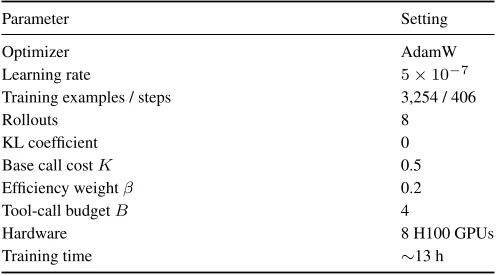 Parameter Setting
Optimizer AdamW
Learning rate 5 × 10⁻⁷
Training examples / steps 3,254 / 406
Rollouts 8
KL coefficient 0
Base call cost K 0.5
Efficiency weight β 0.2
Tool-call budget B 4
Hardware 8 H100 GPUs
Training time ∼13 h